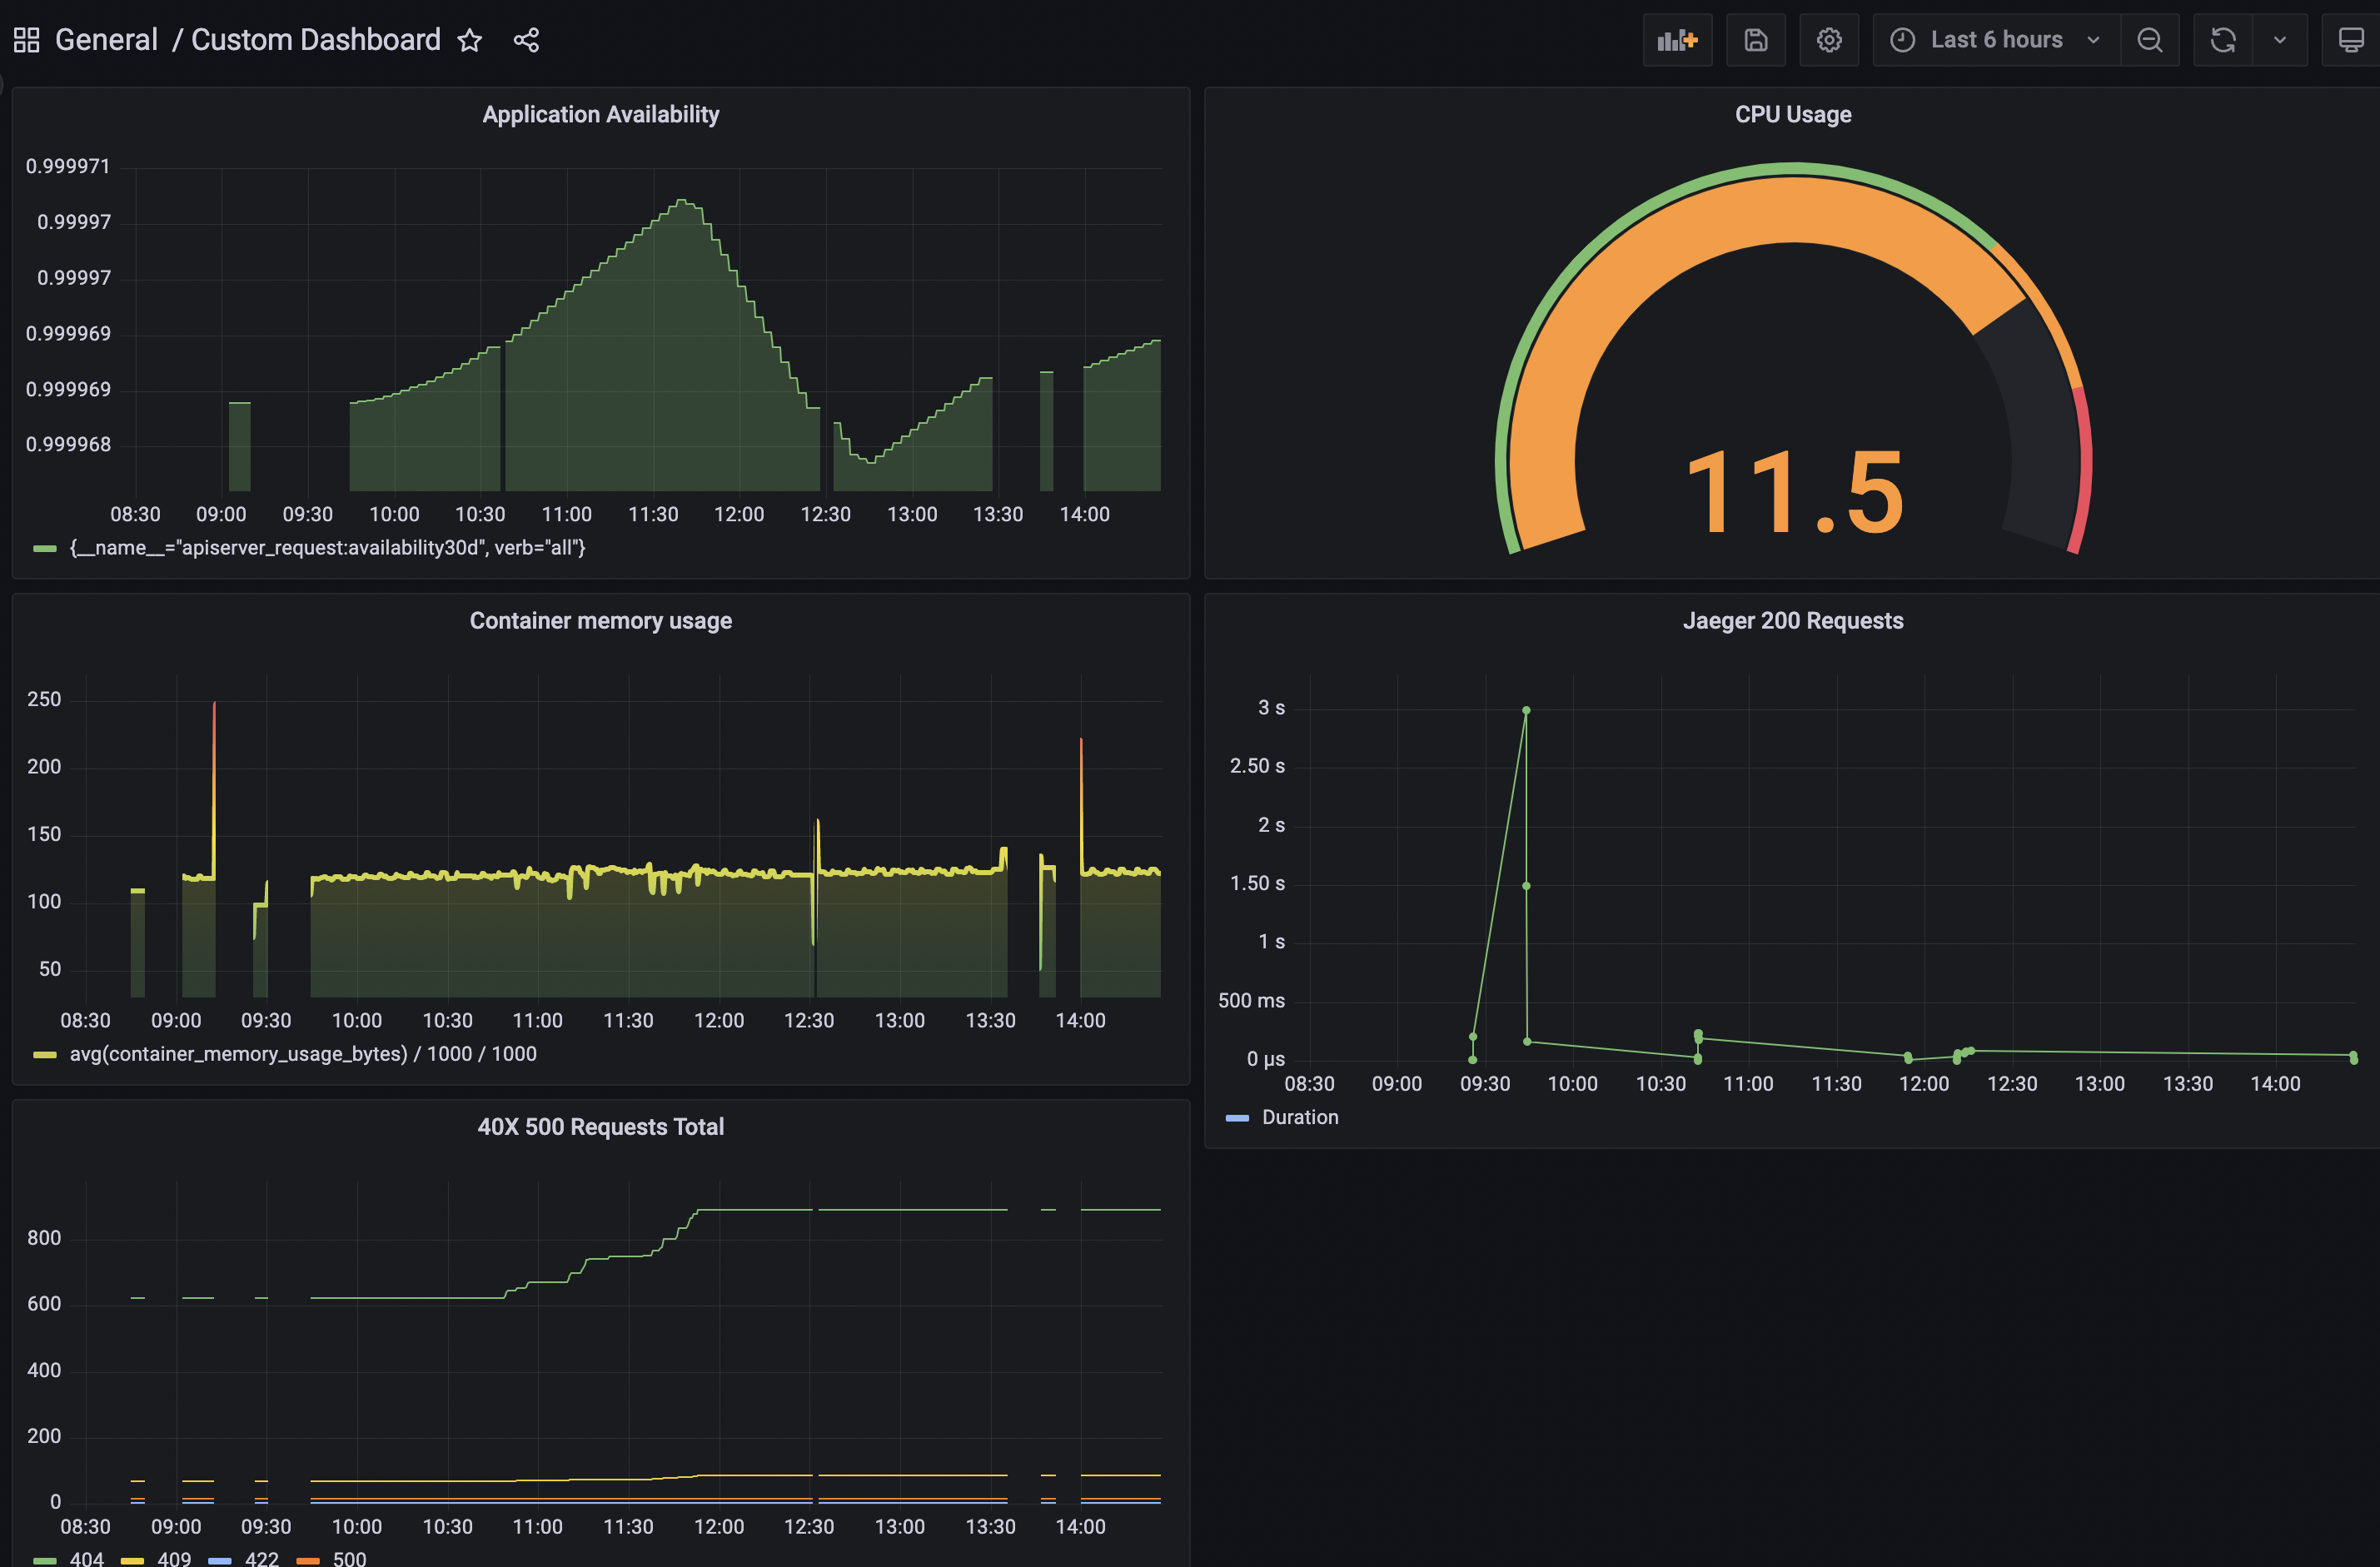 General / Custom Dashboard
Last 6 hours
Application Availability
0.999971
0.99997
0.99997
0.999969
0.999969
0.999968
08:30 09:00 09:30 10:00 10:30 11:00 11:30 12:00 12:30 13:00 13:30 14:00
{__name__="apiserver_request:availability30d", verb="all"}
CPU Usage
11.5
Container memory usage
250
200
150
100
50
08:30 09:00 09:30 10:00 10:30 11:00 11:30 12:00 12:30 13:00 13:30 14:00
avg(container_memory_usage_bytes) / 1000 / 1000
Jaeger 200 Requests
3 s
2.50 s
2 s
1.50 s
1 s
500 ms
0 µs
08:30 09:00 09:30 10:00 10:30 11:00 11:30 12:00 12:30 13:00 13:30 14:00
Duration
40X 500 Requests Total
800
600
400
200
0
08:30 09:00 09:30 10:00 10:30 11:00 11:30 12:00 12:30 13:00 13:30 14:00
404 409 422 500